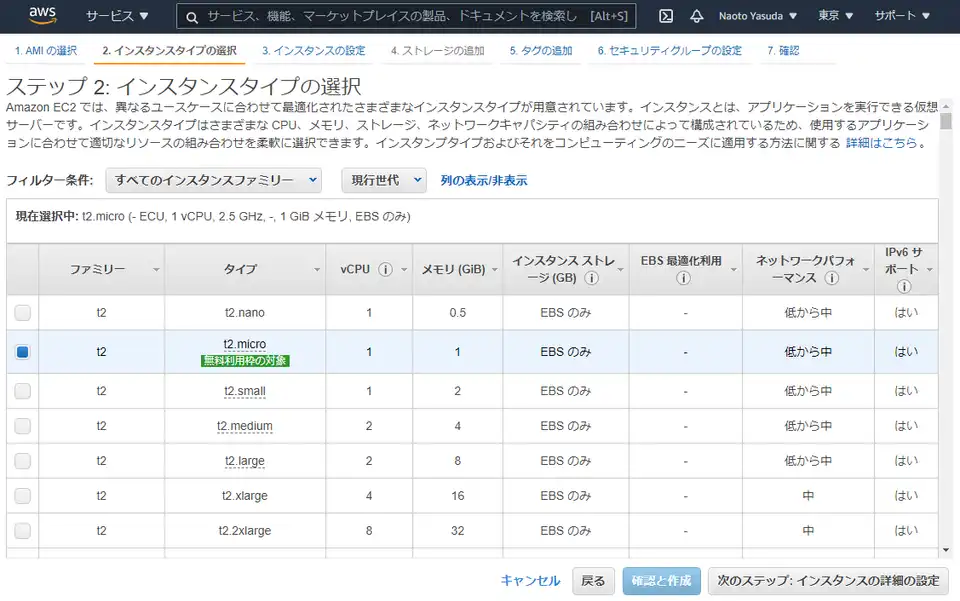 aws サービス ▼ サービス、機能、マーケットプレイスの製品、ドキュメントを検索し [Alt+S] Naoto Yasuda ▼ 東京 ▼ サポート ▼
1. AMI の選択 2. インスタンスタイプの選択 3. インスタンスの設定 4. ストレージの追加 5. タグの追加 6. セキュリティグループの設定 7. 確認
ステップ 2: インスタンスタイプの選択
Amazon EC2 では、異なるユースケースに合わせて最適化されたさまざまなインスタンスタイプが用意されています。インスタンスとは、アプリケーションを実行できる仮想
サーバーです。インスタンスタイプはさまざまな CPU、メモリ、ストレージ、ネットワークキャパシティの組み合わせによって構成されているため、使用するアプリケーシ
ョンに合わせて適切なリソースの組み合わせを柔軟に選択できます。インスタンプタイプおよびそれをコンピューティングのニーズに適用する方法に関する 詳細はこちら 。
フィルター条件: すべてのインスタンスファミリー 現行世代 列の表示/非表示
現在選択中: t2.micro (- ECU, 1 vCPU, 2.5 GHz, -, 1 GiB メモリ, EBS のみ)
ファミリー タイプ vCPU メモリ (GiB) インスタンス ストレ
ージ (GB) EBS 最適化利用 ネットワークパフォ
ーマンス IPv6 サ
ポート
t2 t2.nano 1 0.5 EBS のみ - 低から中 はい
t2 t2.micro 1 1 EBS のみ - 低から中 はい
無料利用枠の対象
t2 t2.small 1 2 EBS のみ - 低から中 はい
t2 t2.medium 2 4 EBS のみ - 低から中 はい
t2 t2.large 2 8 EBS のみ - 低から中 はい
t2 t2.xlarge 4 16 EBS のみ - 中 はい
t2 t2.2xlarge 8 32 EBS のみ - 中 はい
キャンセル 戻る 確認と作成 次のステップ: インスタンスの詳細の設定